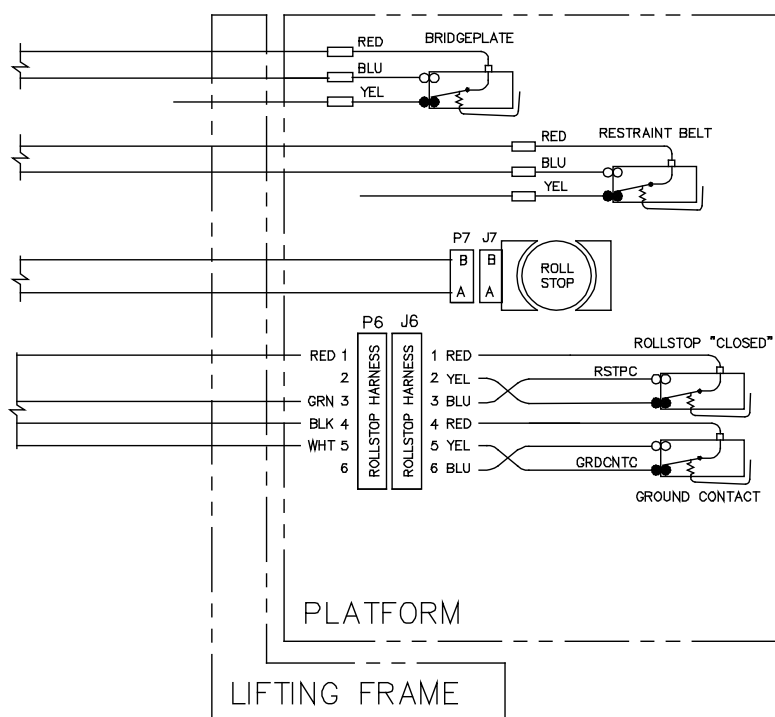 RED
BRIDGEPLATE
BLU
YEL
RED
RESTRAINT BELT
BLU
YEL
P7 J7
B B
A A
ROLL
STOP
P6 J6
ROLLSTOP HARNESS
ROLLSTOP HARNESS
RED 1
2
GRN 3
BLK 4
WHT 5
6
1 RED
2 YEL
3 BLU
4 RED
5 YEL
6 BLU
ROLLSTOP "CLOSED"
RSTPC
GRDCNTC
GROUND CONTACT
PLATFORM
LIFTING FRAME